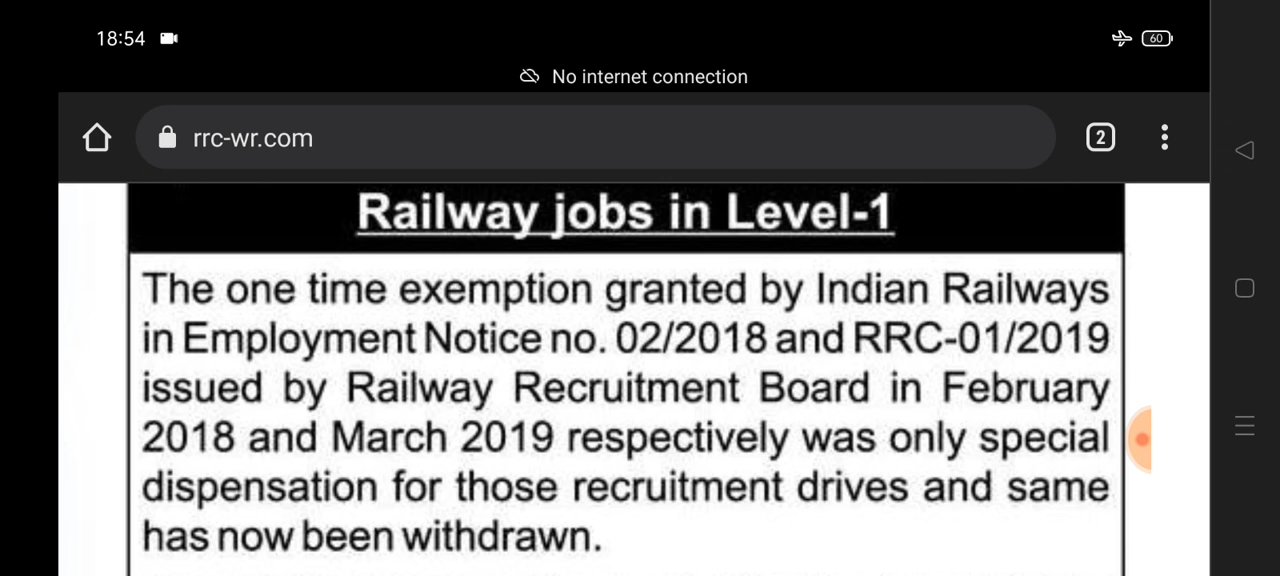 18:54
60
No internet connection
rrc-wr.com
2
Railway jobs in Level-1
The one time exemption granted by Indian Railways
in Employment Notice no. 02/2018 and RRC-01/2019
issued by Railway Recruitment Board in February
2018 and March 2019 respectively was only special
dispensation for those recruitment drives and same
has now been withdrawn.